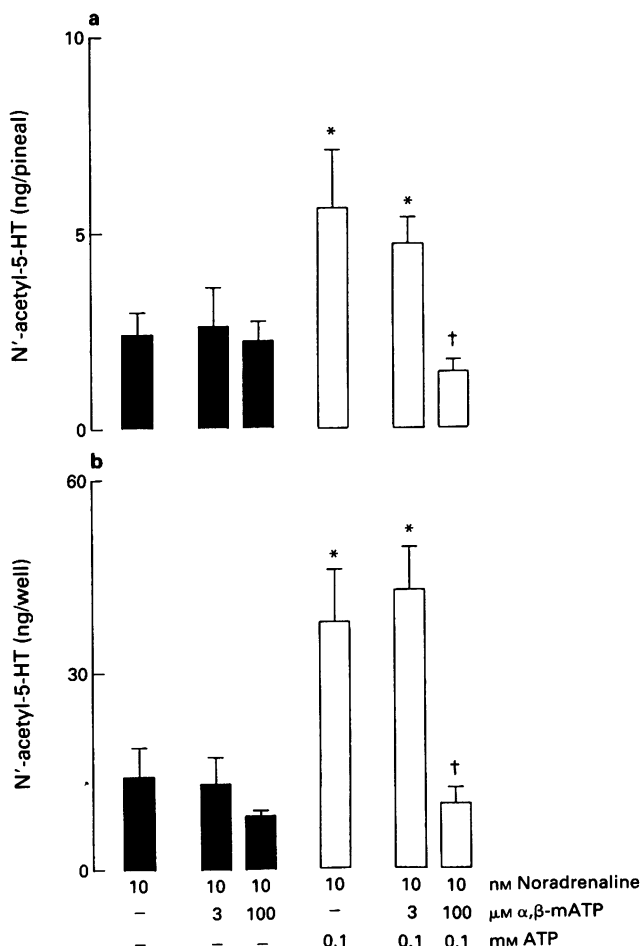 a
10
5
0
N′-acetyl-5-HT (ng/pineal)
*
*
†
b
60
30
0
N′-acetyl-5-HT (ng/well)
*
*
†
10 10 10 10 10 10 nM Noradrenaline
– 3 100 – 3 100 μM α,β-mATP
– – – 0.1 0.1 0.1 mM ATP